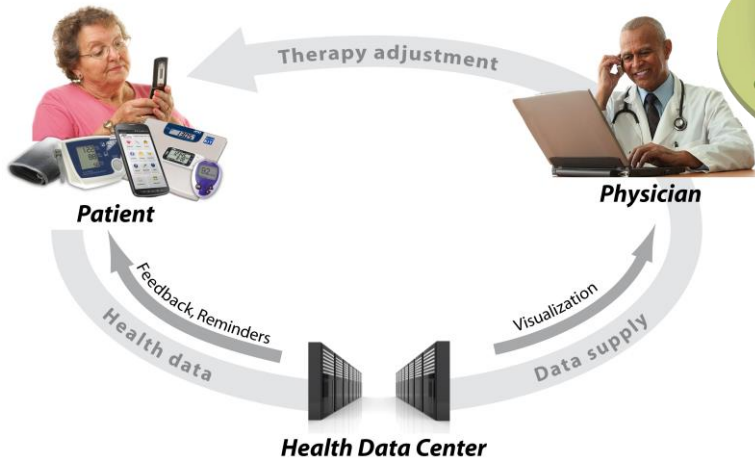 Therapy adjustment
Patient
Physician
Feedback, Reminders
Visualization
Health data
Data supply
Health Data Center